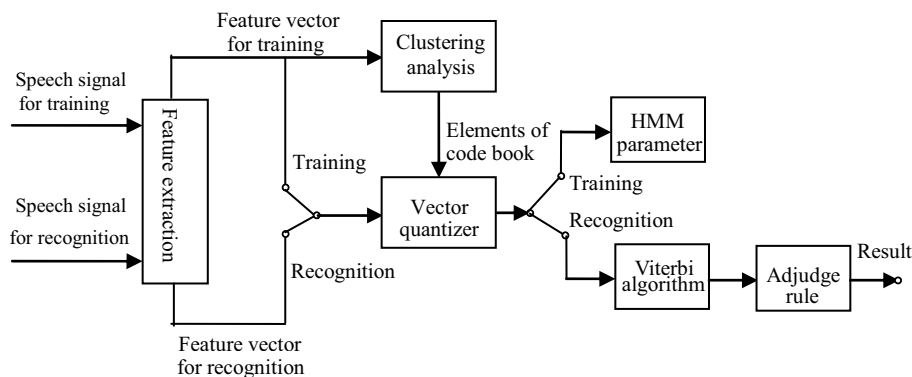 Feature vector
for training
Clustering
analysis
Speech signal
for training
Feature extraction
Elements of
code book
HMM
parameter
Training
Training
Speech signal
for recognition
Vector
quantizer
Recognition
Recognition
Viterbi
algorithm
Adjudge
rule
Result
Feature vector
for recognition